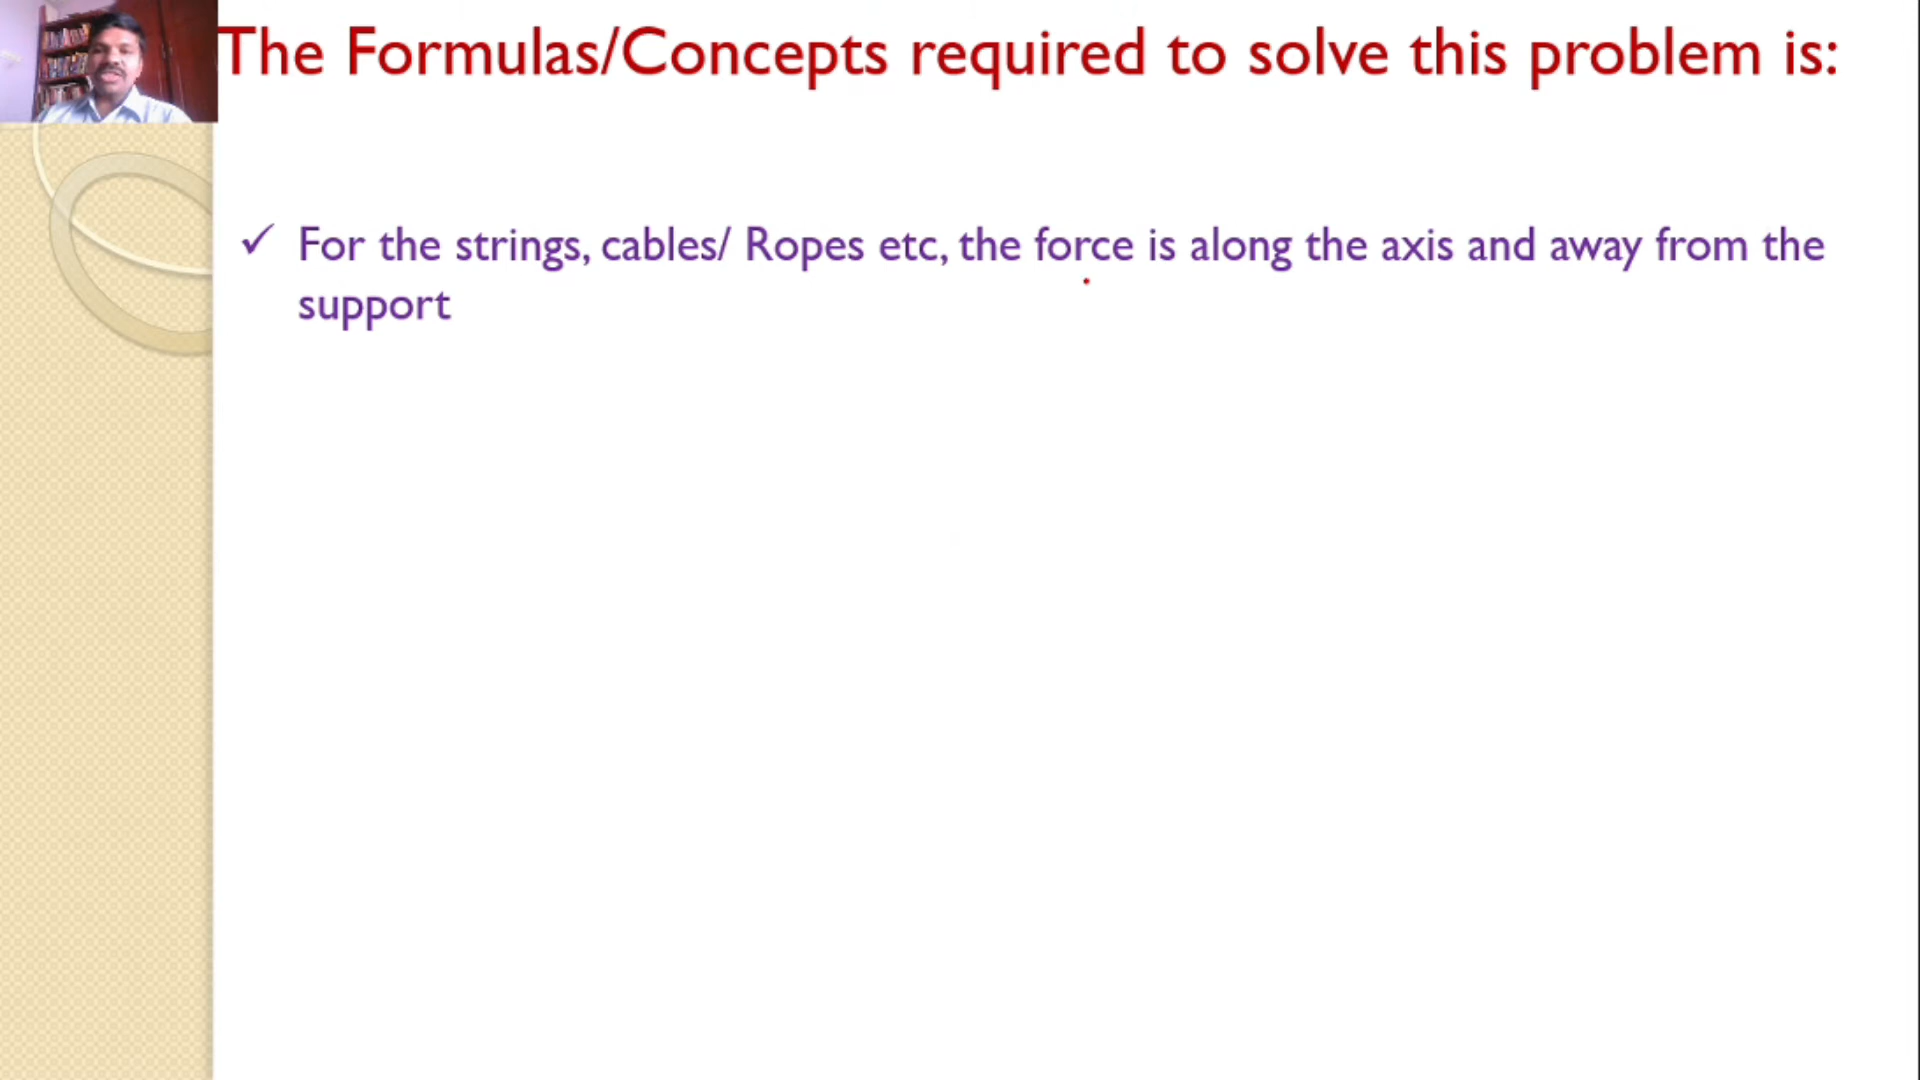 The Formulas/Concepts required to solve this problem is:
✓ For the strings, cables/ Ropes etc, the force is along the axis and away from the
support